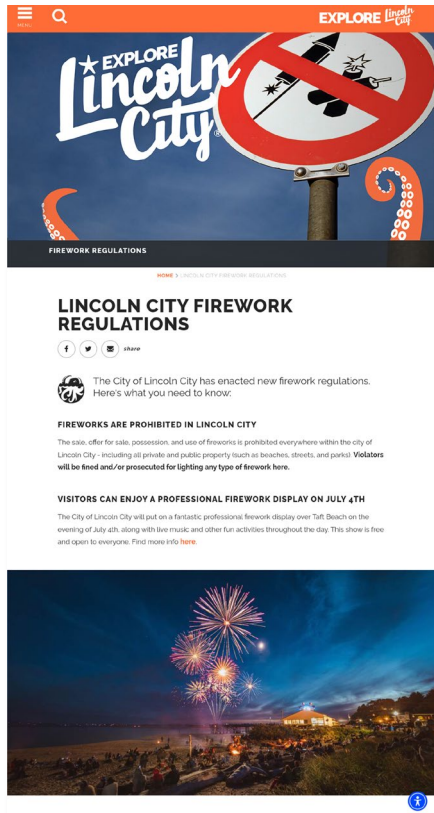 MENU
EXPLORE Lincoln City
EXPLORE
Lincoln
City®
FIREWORK REGULATIONS
HOME > LINCOLN CITY FIREWORK REGULATIONS
LINCOLN CITY FIREWORK
REGULATIONS
share
The City of Lincoln City has enacted new firework regulations.
Here's what you need to know:
FIREWORKS ARE PROHIBITED IN LINCOLN CITY
The sale, offer for sale, possession, and use of fireworks is prohibited everywhere within the city of
Lincoln City - including all private and public property (such as beaches, streets, and parks). Violators
will be fined and/or prosecuted for lighting any type of firework here.
VISITORS CAN ENJOY A PROFESSIONAL FIREWORK DISPLAY ON JULY 4TH
The City of Lincoln City will put on a fantastic professional firework display over Taft Beach on the
evening of July 4th, along with live music and other fun activities throughout the day. This show is free
and open to everyone. Find more info here.